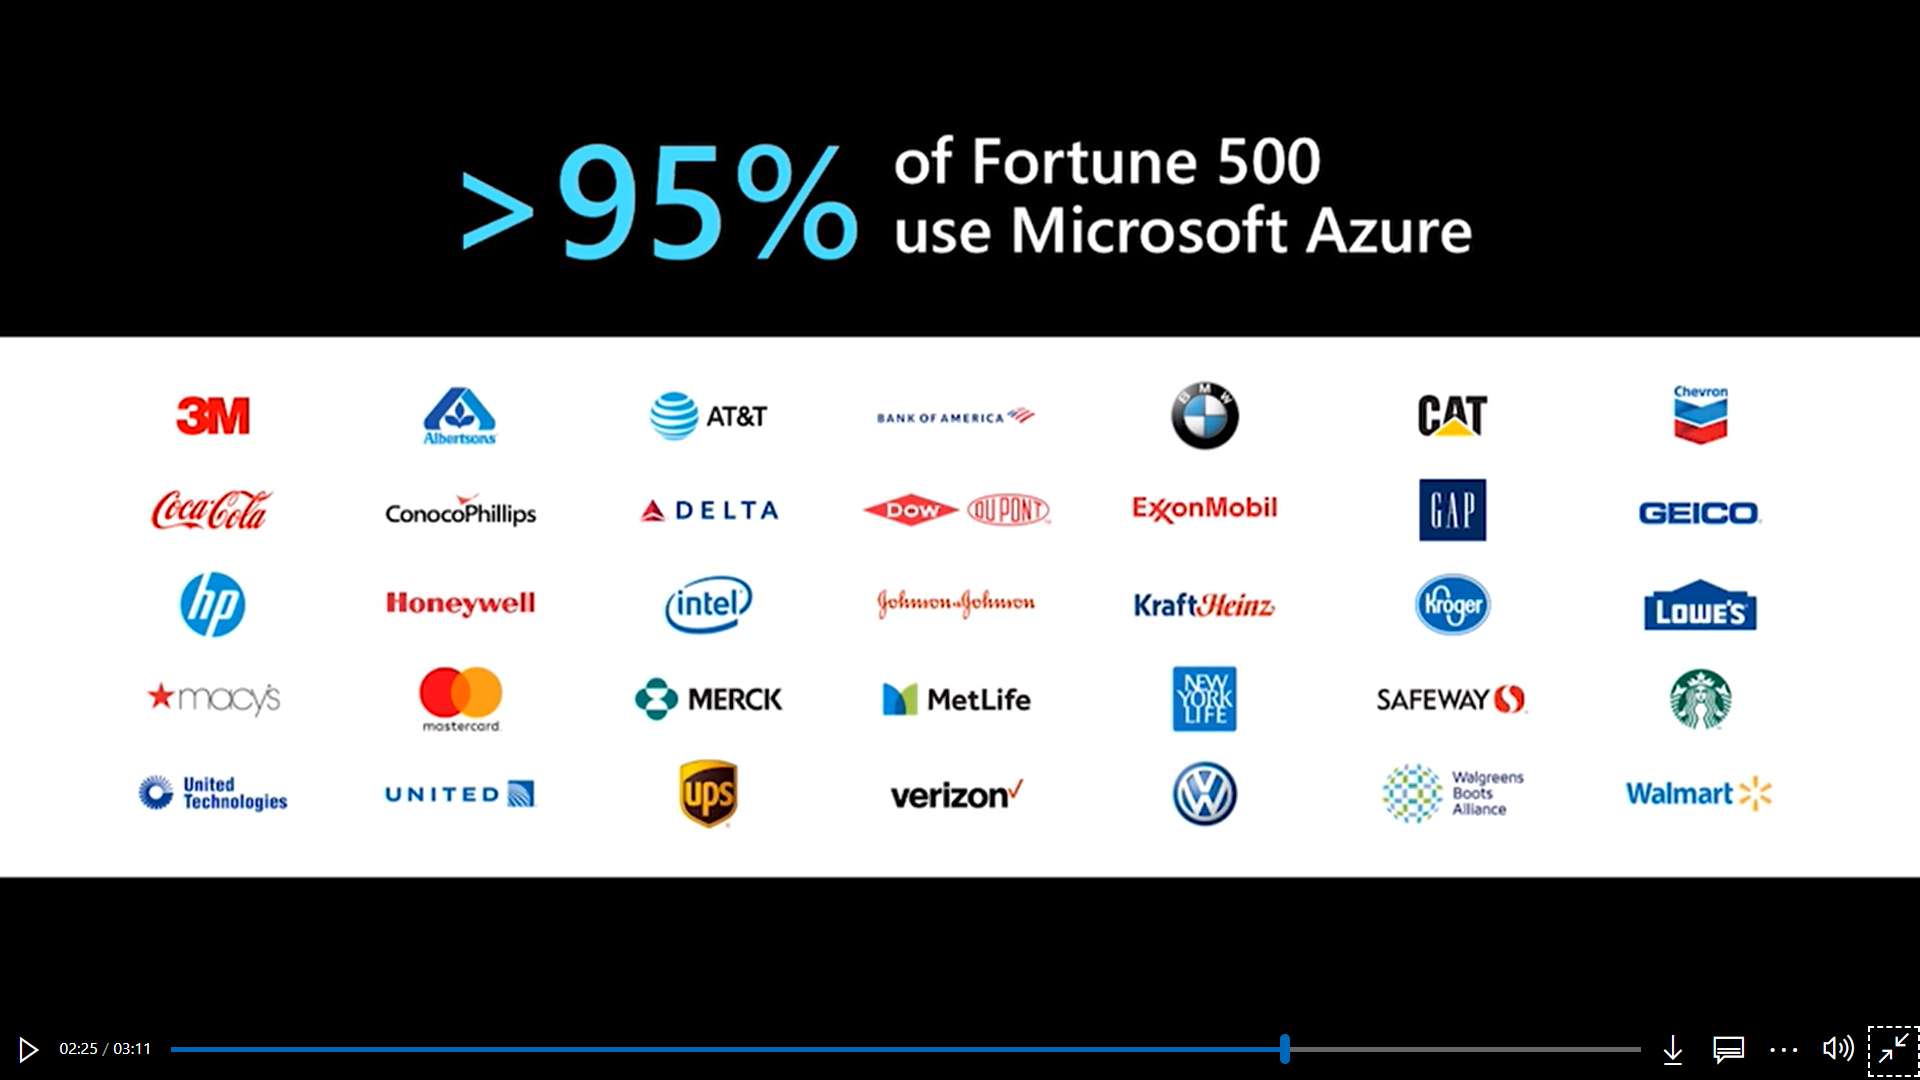 >95% of Fortune 500
use Microsoft Azure
3M
Albertsons
AT&T
BANK OF AMERICA
BMW
CAT
Chevron
Coca-Cola
ConocoPhillips
DELTA
DOW DUPONT
ExxonMobil
GAP
GEICO
hp
Honeywell
intel
Johnson & Johnson
KraftHeinz
Kroger
LOWE'S
macy's
mastercard
MERCK
MetLife
NEW
YORK
LIFE
SAFEWAY
United
Technologies
UNITED
ups
verizon
VW
Walgreens
Boots
Alliance
Walmart
02:25 / 03:11